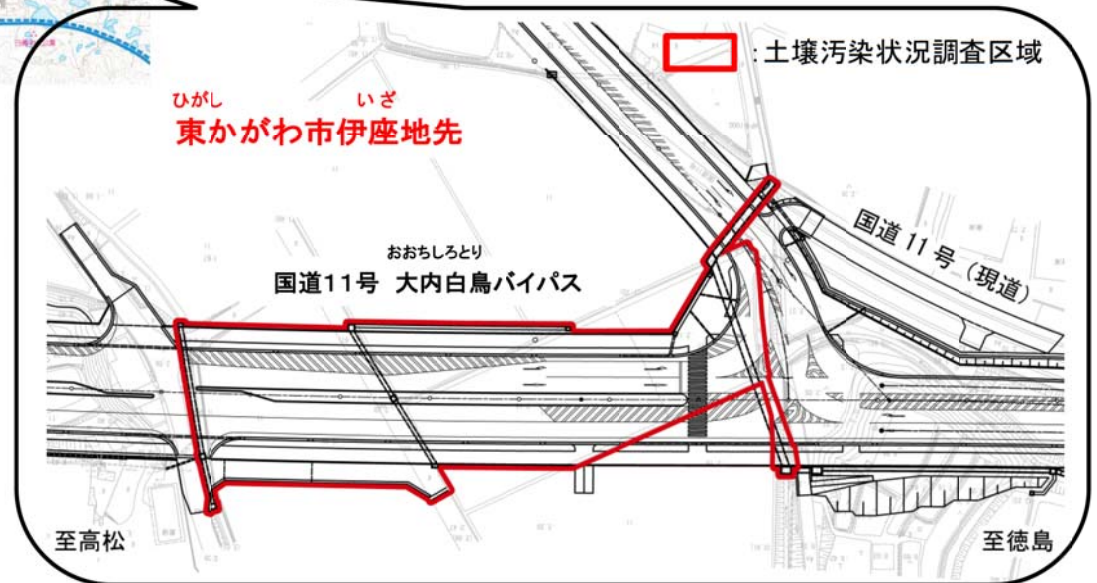 ：土壌汚染状況調査区域
ひがし いざ
東かがわ市伊座地先
おおちしろとり
国道11号 大内白鳥バイパス
国道11号（現道）
至高松
至徳島